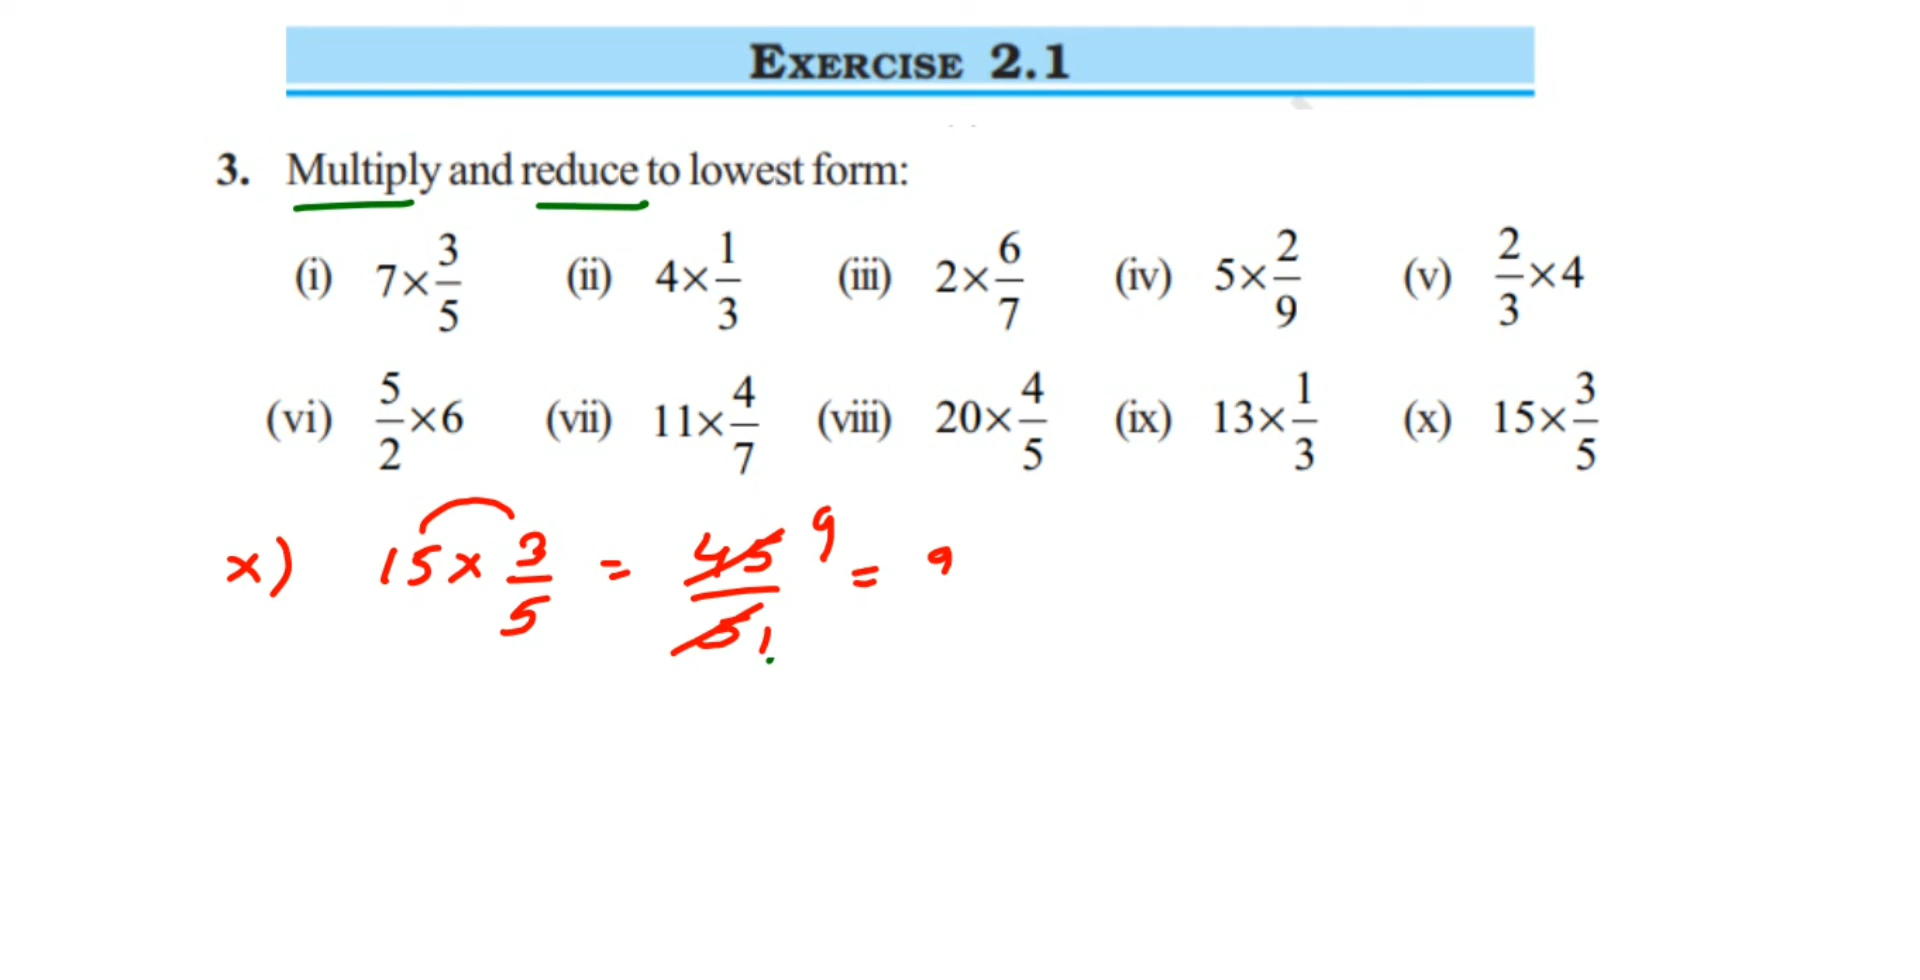 EXERCISE 2.1
3. Multiply and reduce to lowest form:
(i) 7×3/5 (ii) 4×1/3 (iii) 2×6/7 (iv) 5×2/9 (v) 2/3×4
(vi) 5/2×6 (vii) 11×4/7 (viii) 20×4/5 (ix) 13×1/3 (x) 15×3/5
x) 15×3/5 = 45/5 9 1 = 9